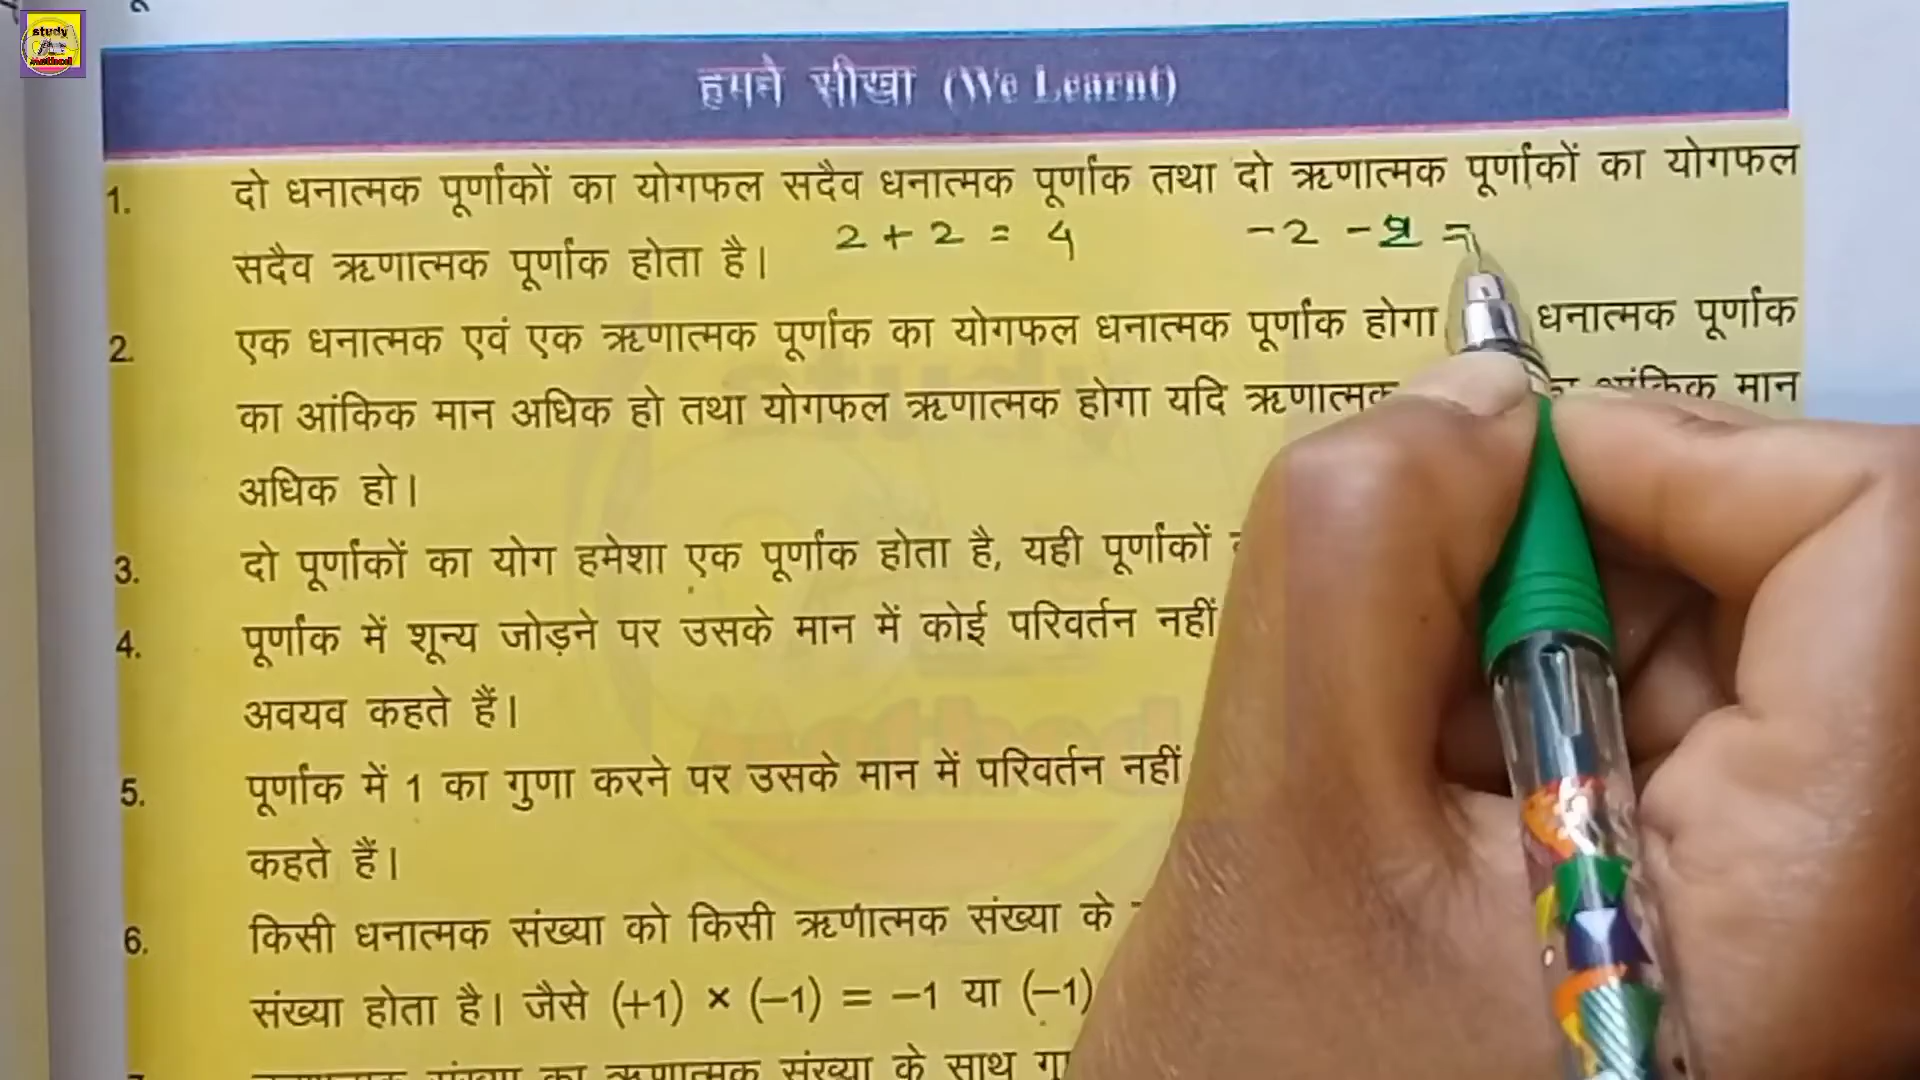 study
Method
हमने सीखा (We Learnt)
1. दो धनात्मक पूर्णाकों का योगफल सदैव धनात्मक पूर्णाक तथा दो ऋणात्मक पूर्णाकों का योगफल
2 + 2 = 4 -2 -2 =
सदैव ऋणात्मक पूर्णाक होता है।
2. एक धनात्मक एवं एक ऋणात्मक पूर्णाक का योगफल धनात्मक पूर्णाक होगा धनात्मक पूर्णाक
का आंकिक मान अधिक हो तथा योगफल ऋणात्मक होगा यदि ऋणात्मक आंकिक मान
अधिक हो।
3. दो पूर्णाकों का योग हमेशा एक पूर्णाक होता है, यही पूर्णाकों
4. पूर्णाक में शून्य जोड़ने पर उसके मान में कोई परिवर्तन नहीं
अवयव कहते हैं।
5. पूर्णाक में 1 का गुणा करने पर उसके मान में परिवर्तन नहीं
कहते हैं।
6. किसी धनात्मक संख्या को किसी ऋणात्मक संख्या के
संख्या होता है। जैसे (+1) × (−1) = −1 या (−1)
ऋणात्मक संख्या के साथ